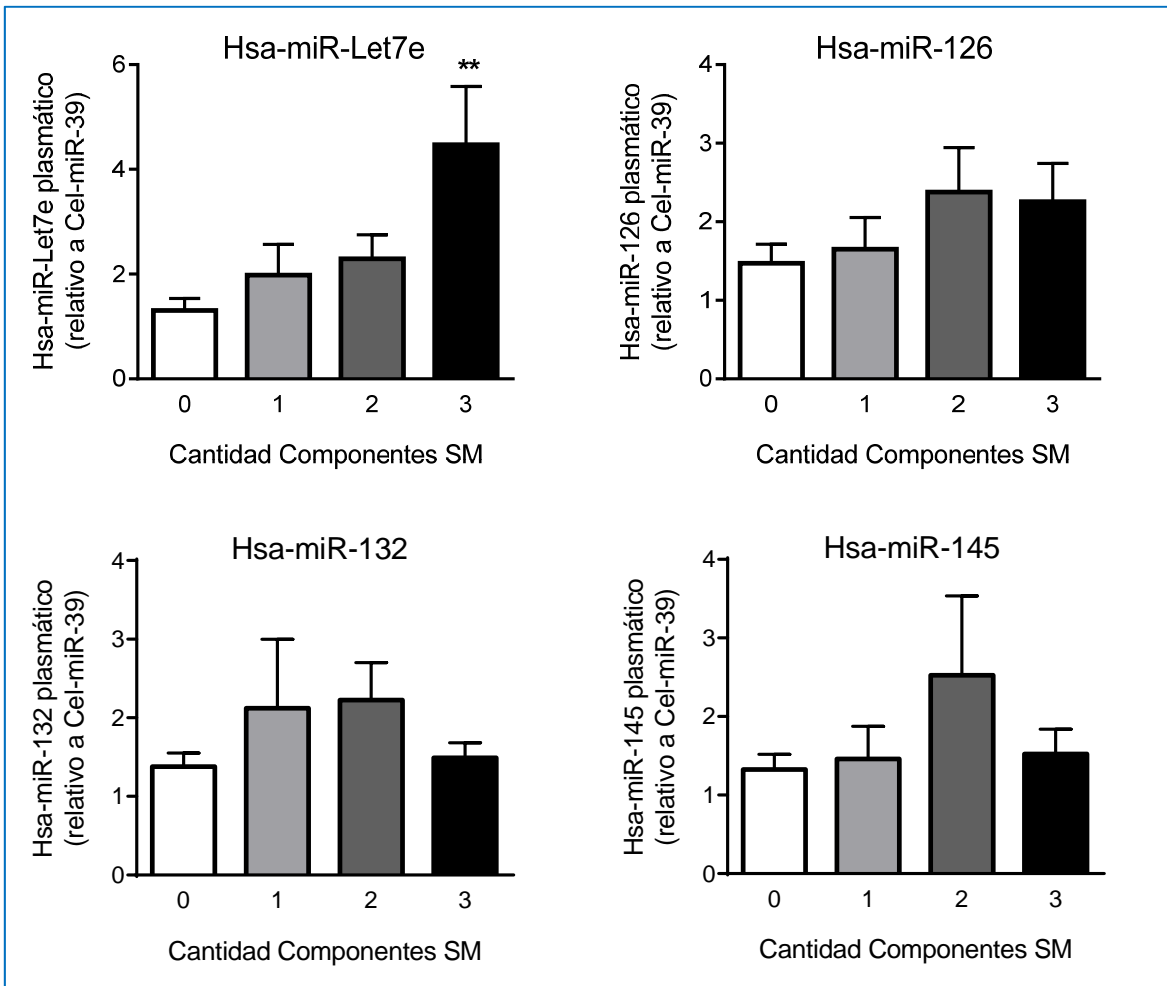 Hsa-miR-Let7e
Hsa-miR-Let7e plasmático
(relativo a Cel-miR-39)
6
4
2
0
**
0 1 2 3
Cantidad Componentes SM
Hsa-miR-126
Hsa-miR-126 plasmático
(relativo a Cel-miR-39)
4
3
2
1
0
0 1 2 3
Cantidad Componentes SM
Hsa-miR-132
Hsa-miR-132 plasmático
(relativo a Cel-miR-39)
4
3
2
1
0
0 1 2 3
Cantidad Componentes SM
Hsa-miR-145
Hsa-miR-145 plasmático
(relativo a Cel-miR-39)
4
3
2
1
0
0 1 2 3
Cantidad Componentes SM